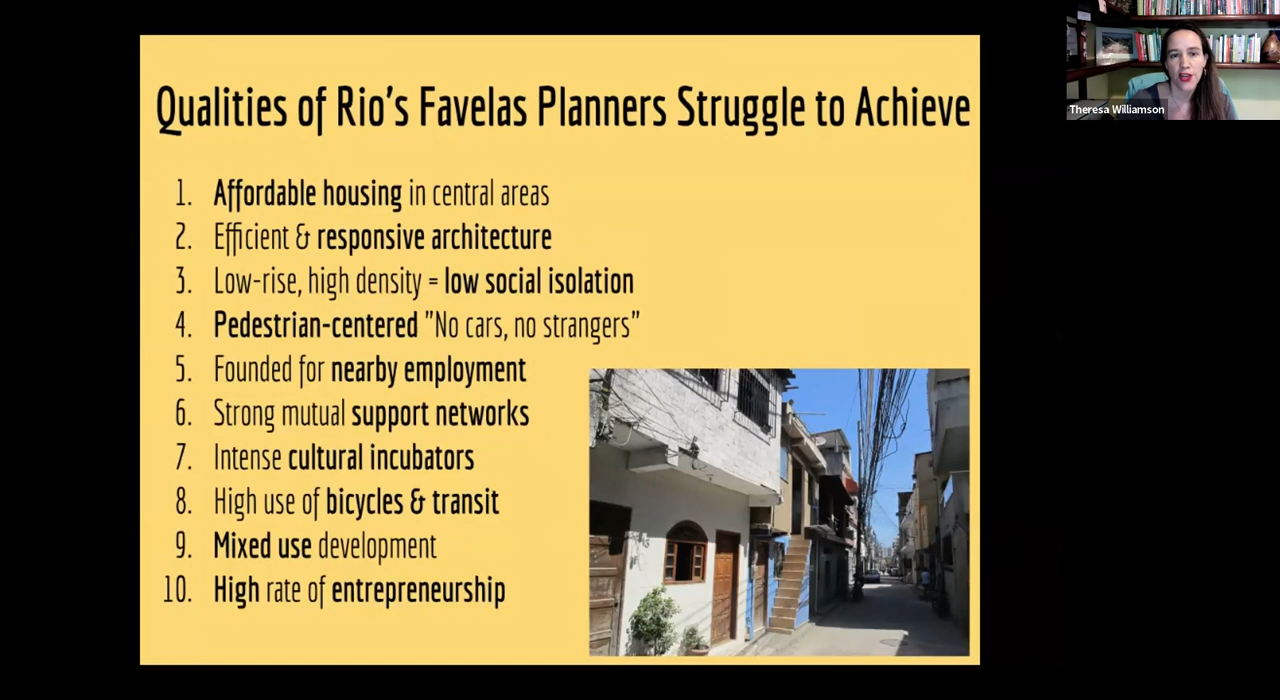 Qualities of Rio's Favelas Planners Struggle to Achieve
1. Affordable housing in central areas
2. Efficient & responsive architecture
3. Low-rise, high density = low social isolation
4. Pedestrian-centered "No cars, no strangers"
5. Founded for nearby employment
6. Strong mutual support networks
7. Intense cultural incubators
8. High use of bicycles & transit
9. Mixed use development
10. High rate of entrepreneurship
Theresa Williamson